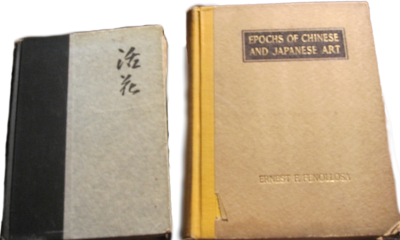 活花
EPOCHS OF CHINESE
AND JAPANESE ART
ERNEST F. FENOLLOSA